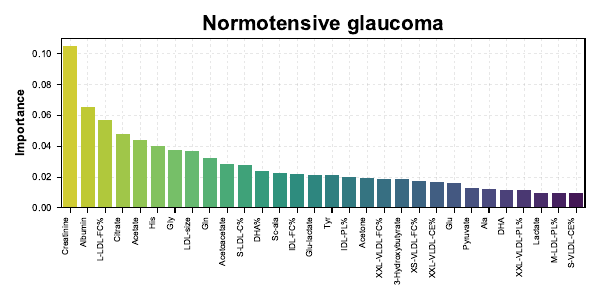 Normotensive glaucoma
Importance
0.10
0.08
0.06
0.04
0.02
0.00
Creatinine
Albumin
L-LDL-FC%
Citrate
Acetate
His
Gly
LDL-size
Gln
Acetoacetate
S-LDL-C%
DHA%
Sc-ala
IDL-FC%
Glu-lactate
Tyr
IDL-PL%
Acetone
XXL-VLDL-FC%
3-Hydroxybutyrate
XS-VLDL-FC%
XXL-VLDL-CE%
Glu
Pyruvate
Ala
DHA
XXL-VLDL-PL%
Lactate
M-LDL-PL%
S-VLDL-CE%